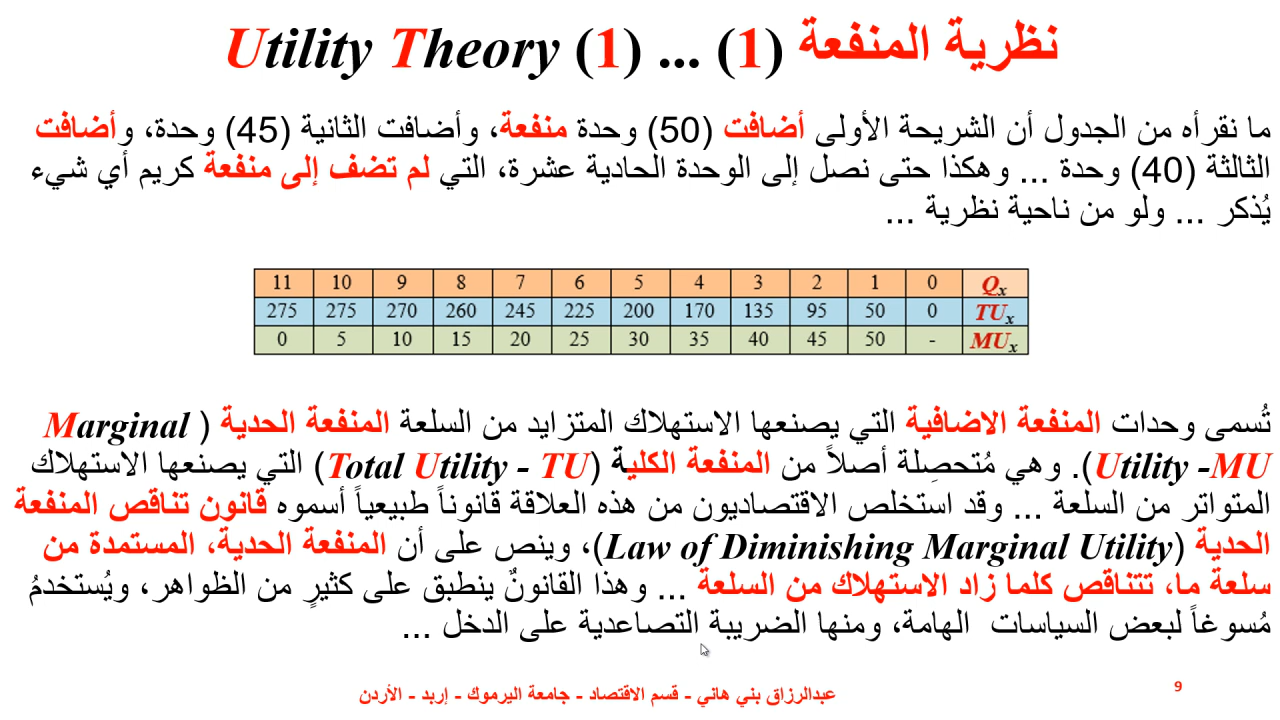 نظرية المنفعة (1) ... Utility Theory (1)
ما نقرأه من الجدول أن الشريحة الأولى أضافت (50) وحدة منفعة، وأضافت الثانية (45) وحدة، وأضافت
الثالثة (40) وحدة ... وهكذا حتى نصل إلى الوحدة الحادية عشرة، التي لم تضف إلى منفعة كريم أي شيء
يُذكر ... ولو من ناحية نظرية ...
11 10 9 8 7 6 5 4 3 2 1 0 Qx
275 275 270 260 245 225 200 170 135 95 50 0 TUx
0 5 10 15 20 25 30 35 40 45 50 - MUx
تُسمى وحدات المنفعة الاضافية التي يصنعها الاستهلاك المتزايد من السلعة المنفعة الحدية (Marginal
Utility -MU). وهي مُتحصِلة أصلاً من المنفعة الكلية (Total Utility - TU) التي يصنعها الاستهلاك
المتواتر من السلعة ... وقد استخلص الاقتصاديون من هذه العلاقة قانوناً طبيعياً أسموه قانون تناقص المنفعة
الحدية (Law of Diminishing Marginal Utility)، وينص على أن المنفعة الحدية، المستمدة من
سلعة ما، تتناقص كلما زاد الاستهلاك من السلعة ... وهذا القانونٌ ينطبق على كثيرٍ من الظواهر، ويُستخدمُ
مُسوغاً لبعض السياسات الهامة، ومنها الضريبة التصاعدية على الدخل ...
عبدالرزاق بني هاني - قسم الاقتصاد - جامعة اليرموك - إربد - الأردن
9